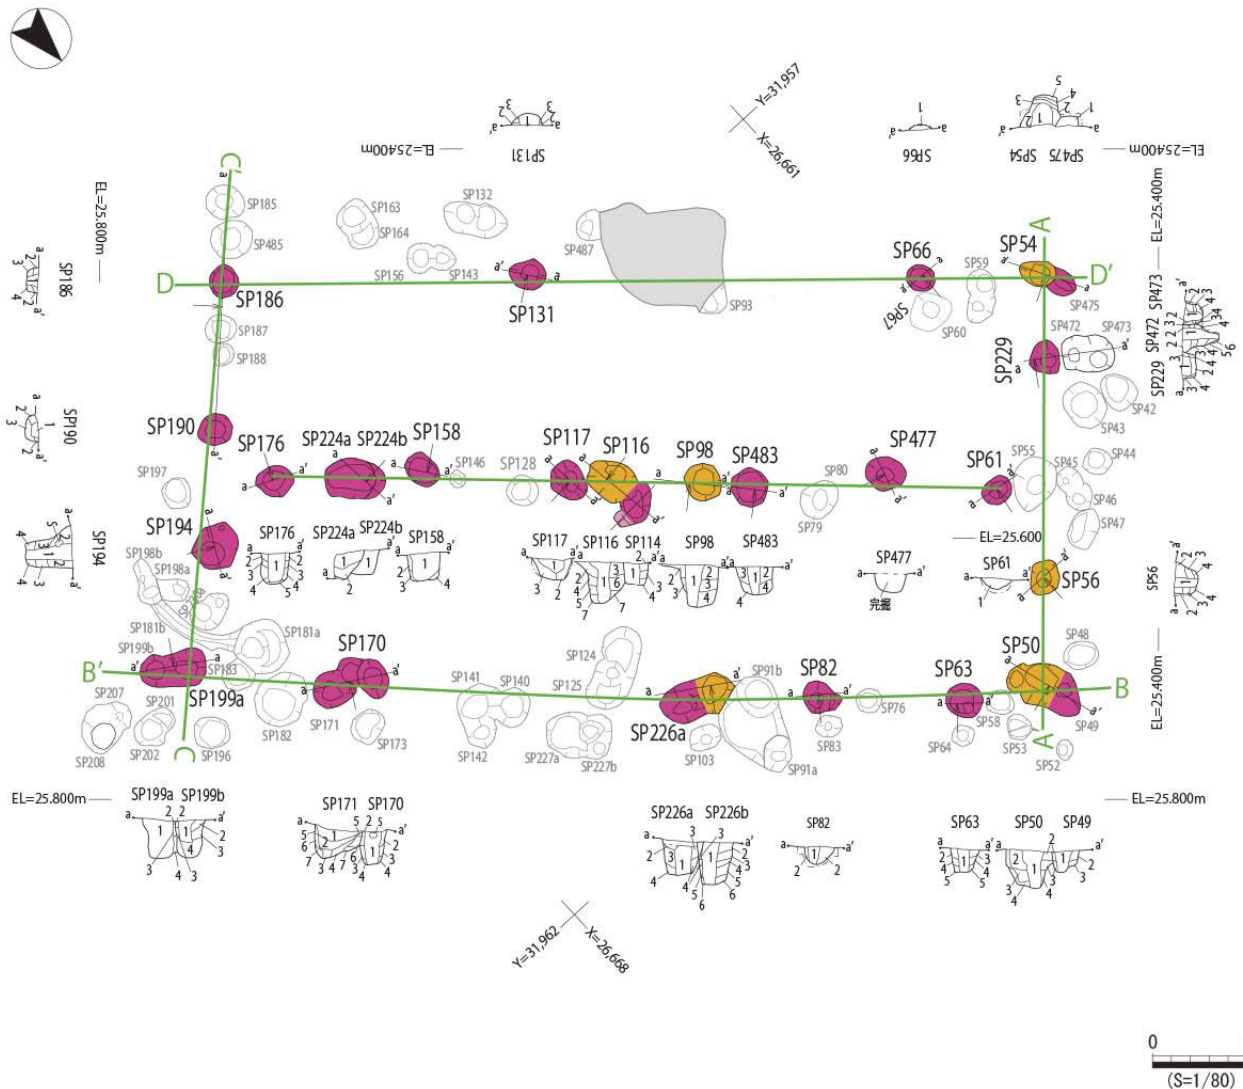 Y=31,957
X=26,661
EL=25.400m
SP131
SP66
SP54
SP475
EL=25.400m
EL=25.800m
EL=25.400m
C'
A
SP185
SP485
SP163
SP164
SP132
SP156
SP143
SP487
SP131
SP93
SP66
SP67
SP60
SP59
SP54
SP475
D
D'
SP186
SP186
SP187
SP188
SP229
SP472
SP473
SP229
SP472
SP473
SP42
SP43
SP190
SP190
SP176
SP224a
SP224b
SP158
SP146
SP128
SP117
SP116
SP98
SP483
SP80
SP79
SP477
SP61
SP55
SP45
SP44
SP46
SP47
SP197
SP194
SP194
SP198b
SP198a
SP176
SP224a
SP224b
SP158
SP117
SP116
SP114
SP98
SP483
SP477
完掘
SP61
EL=25.600
SP56
SP56
SP181b
SP181a
SP199b
SP183
B'
SP199a
SP170
SP171
SP182
SP173
SP207
SP201
SP208
SP202
SP196
SP124
SP125
SP141
SP140
SP142
SP227a
SP227b
SP226a
SP91b
SP103
SP91a
SP82
SP76
SP83
SP63
SP64
SP58
SP50
SP53
SP48
SP49
SP52
B
C
A'
EL=25.400m
EL=25.800m
SP199a
SP199b
SP171
SP170
SP226a
SP226b
SP82
SP63
SP50
SP49
EL=25.800m
Y=31,962
X=26,668
0
(S=1/80)